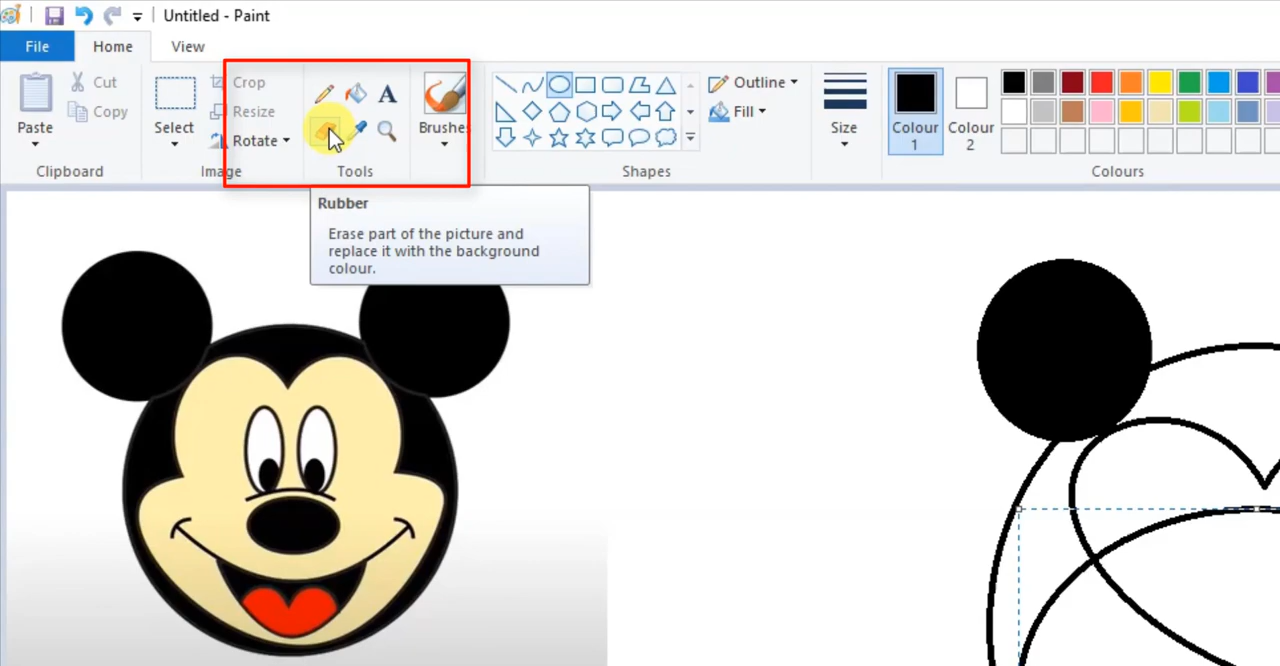 Untitled - Paint
File Home View
Paste
Cut
Copy
Clipboard
Select
Crop
Resize
Rotate
Image
A
Tools
Brushes
Shapes
Outline
Fill
Size
Colour
1
Colour
2
Colours
Rubber
Erase part of the picture and
replace it with the background
colour.